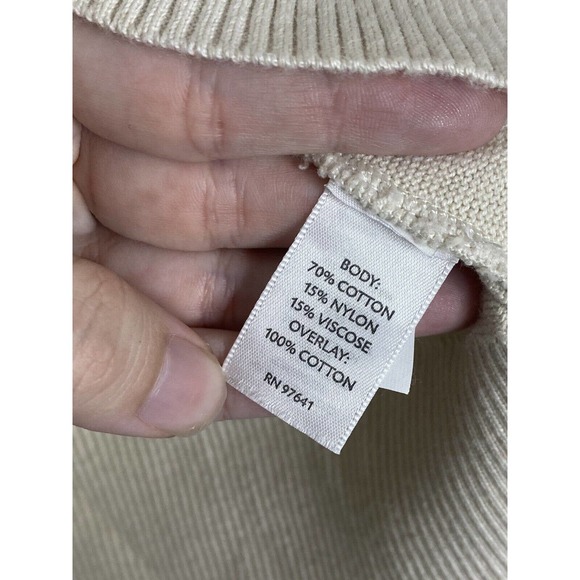 BODY:
70% COTTON
15% NYLON
15% VISCOSE
OVERLAY:
100% COTTON
RN 97641